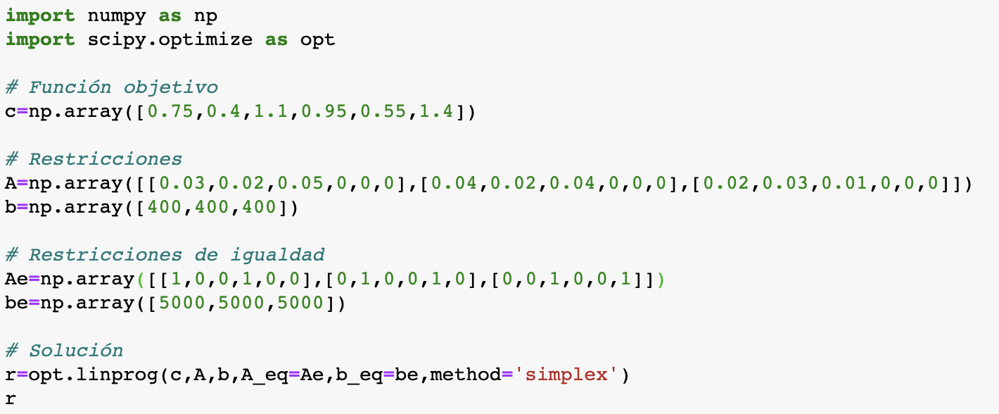 import numpy as np
import scipy.optimize as opt
# Función objetivo
c=np.array([0.75,0.4,1.1,0.95,0.55,1.4])
# Restricciones
A=np.array([[0.03,0.02,0.05,0,0,0],[0.04,0.02,0.04,0,0,0],[0.02,0.03,0.01,0,0,0]])
b=np.array([400,400,400])
# Restricciones de igualdad
Ae=np.array([[1,0,0,1,0,0],[0,1,0,0,1,0],[0,0,1,0,0,1]])
be=np.array([5000,5000,5000])
# Solución
r=opt.linprog(c,A,b,A_eq=Ae,b_eq=be,method='simplex')
r